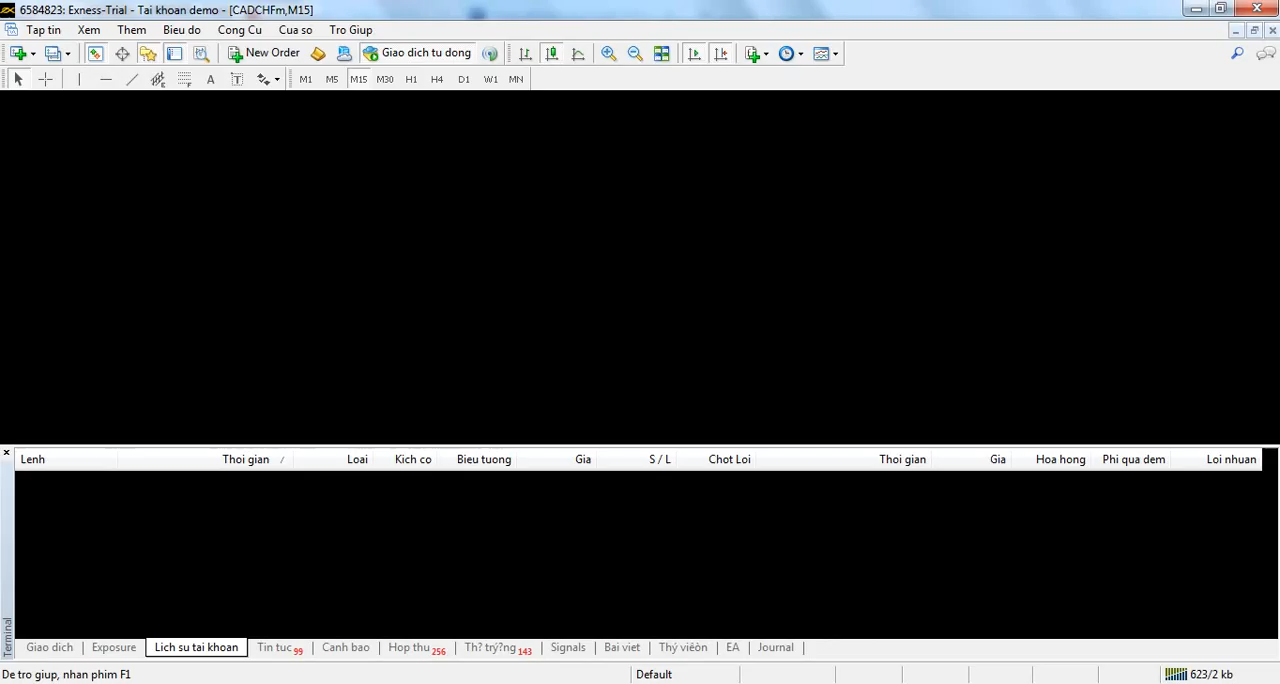 6584823: Exness-Trial - Tai khoan demo - [CADCHFm,M15]
Tap tin Xem Them Bieu do Cong Cu Cua so Tro Giup
New Order Giao dich tu dong
A T M1 M5 M15 M30 H1 H4 D1 W1 MN
Lenh Thoi gian / Loai Kich co Bieu tuong Gia S / L Chot Loi Thoi gian Gia Hoa hong Phi qua dem Loi nhuan
Terminal
Giao dich Exposure Lich su tai khoan Tin tuc 99 Canh bao Hop thu 256 Th? trý?ng 143 Signals Bai viet Thý viêòn EA Journal
De tro giup, nhan phim F1 Default 623/2 kb